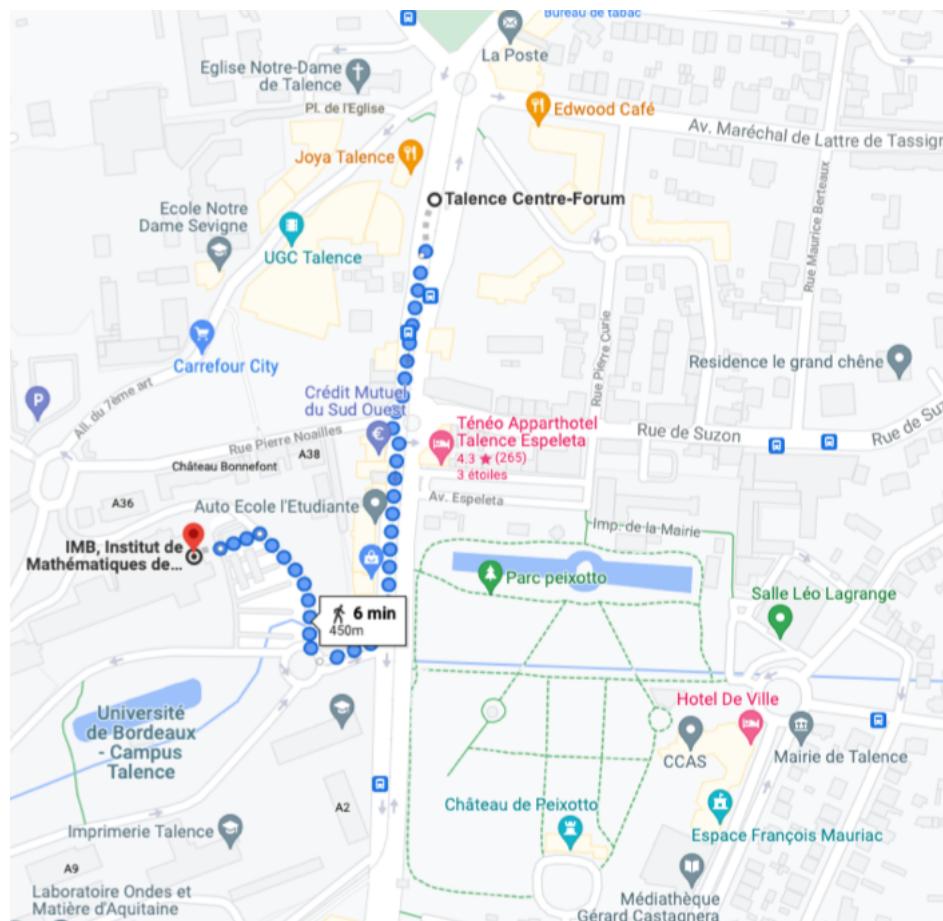 Bureau de tabac
La Poste
Eglise Notre-Dame
de Talence
Pl. de l'Eglise
Edwood Café
Av. Maréchal de Lattre de Tassign
Joya Talence
Talence Centre-Forum
Ecole Notre
Dame Sevigne
UGC Talence
Rue Maurice Berteaux
Carrefour City
Rue Pierre Curie
Residence le grand chêne
P
All. du 7ème art
Crédit Mutuel
du Sud Ouest
Ténéo Apparthotel
Talence Espeleta
4.3 ★ (265)
3 étoiles
Rue de Suzon
Rue de Su
Rue Pierre Noailles
A38
Château Bonnefont
A36
Auto Ecole l'Etudiante
Av. Espeleta
Imp. de la Mairie
IMB, Institut de
Mathématiques de...
Parc peixotto
Salle Léo Lagrange
6 min
450m
Université
de Bordeaux
- Campus
Talence
Hotel De Ville
CCAS
Mairie de Talence
Château de Peixotto
A2
Espace François Mauriac
Imprimerie Talence
A9
Laboratoire Ondes et
Matière d'Aquitaine
Médiathèque
Gérard Castagnera